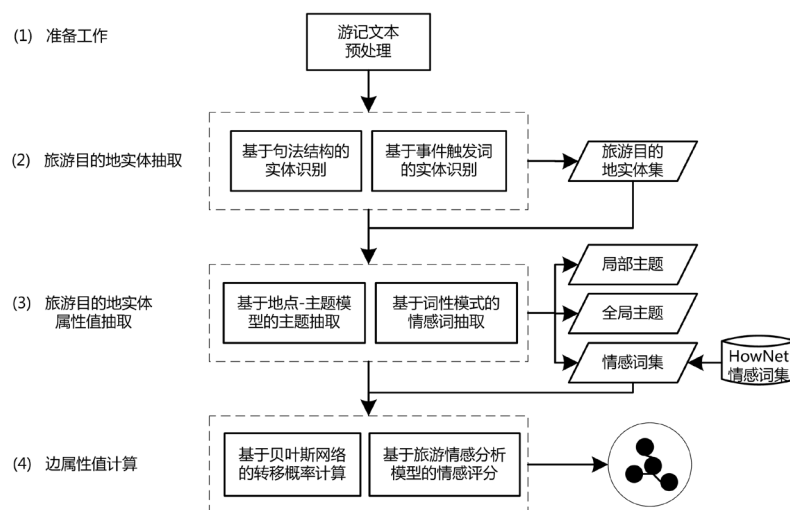 (1) 准备工作
游记文本
预处理
(2) 旅游目的地实体抽取
基于句法结构的
实体识别
基于事件触发词
的实体识别
旅游目的
地实体集
(3) 旅游目的地实体
属性值抽取
基于地点-主题模
型的主题抽取
基于词性模式的
情感词抽取
局部主题
全局主题
情感词集
HowNet
情感词集
(4) 边属性值计算
基于贝叶斯网络
的转移概率计算
基于旅游情感分析
模型的情感评分